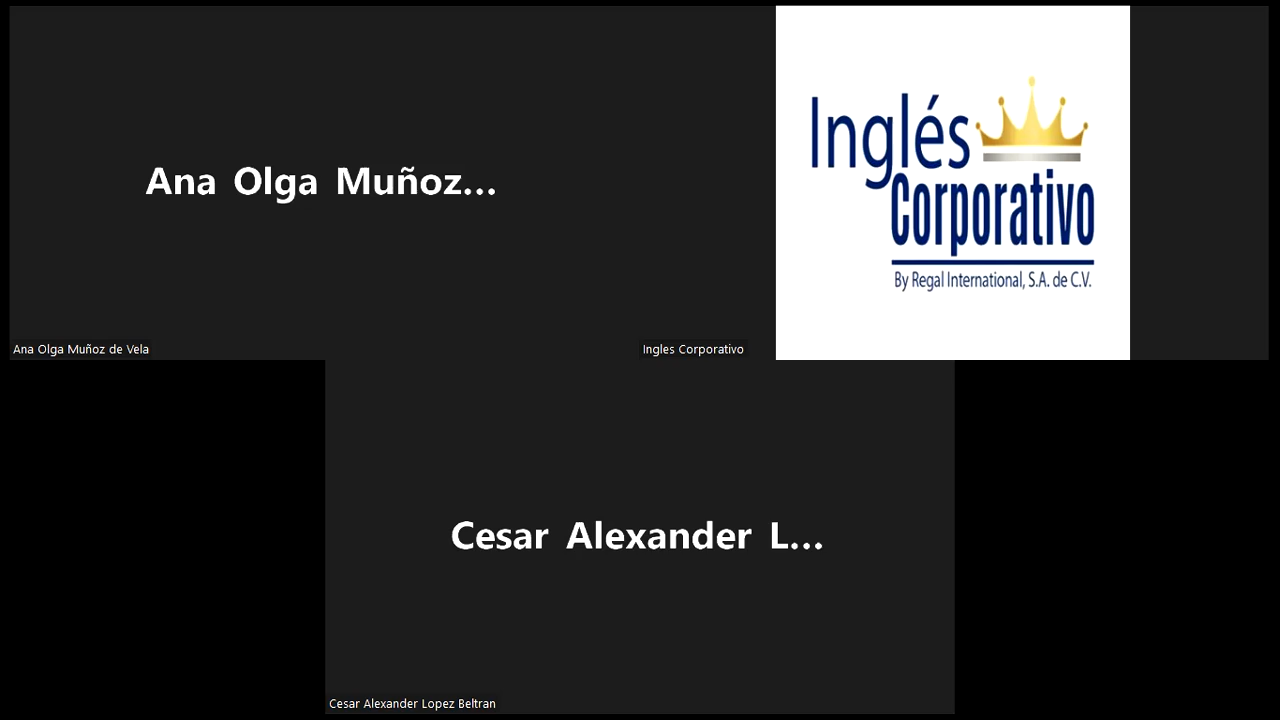 Ana Olga Muñoz...
Ana Olga Muñoz de Vela
Inglés
Corporativo
By Regal International, S.A. de C.V.
Ingles Corporativo
Cesar Alexander L...
Cesar Alexander Lopez Beltran